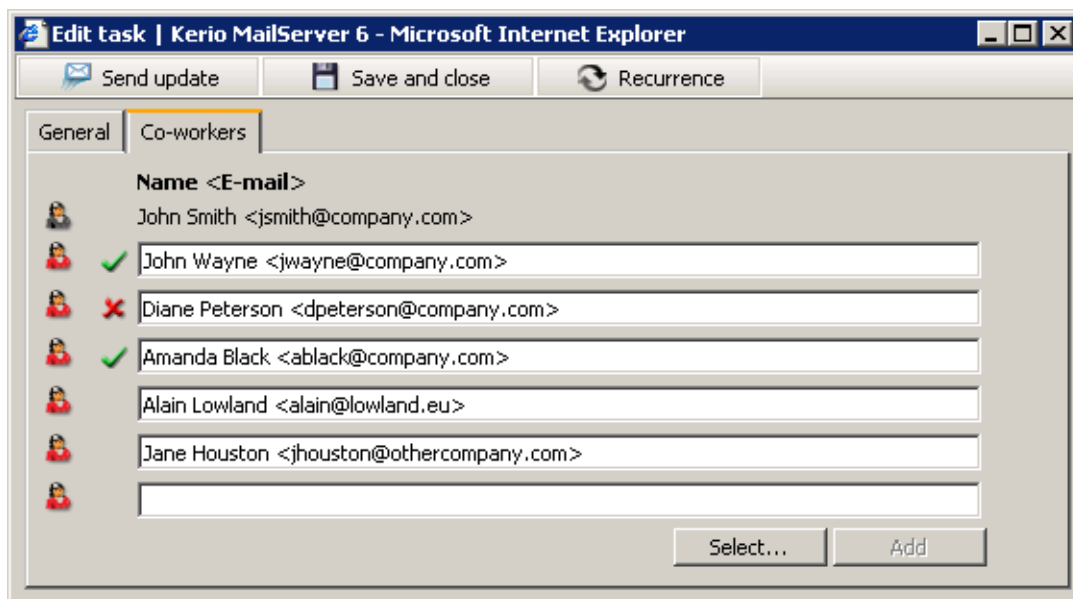 Edit task | Kerio MailServer 6 - Microsoft Internet Explorer
Send update Save and close Recurrence
General Co-workers
Name <E-mail>
John Smith <jsmith@company.com>
John Wayne <jwayne@company.com>
Diane Peterson <dpeterson@company.com>
Amanda Black <ablack@company.com>
Alain Lowland <alain@lowland.eu>
Jane Houston <jhouston@othercompany.com>
Select... Add